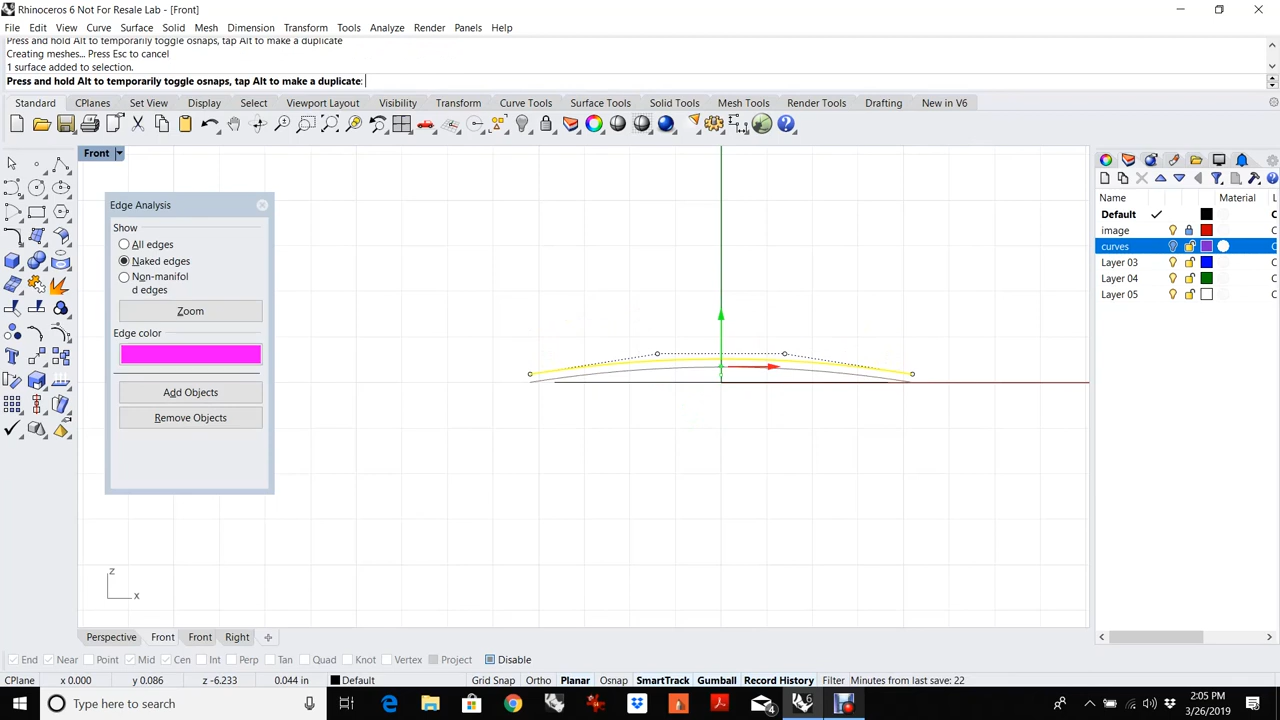 Rhinoceros 6 Not For Resale Lab - [Front]
File Edit View Curve Surface Solid Mesh Dimension Transform Tools Analyze Render Panels Help
Press and hold Alt to temporarily toggle osnaps, tap Alt to make a duplicate
Creating meshes... Press Esc to cancel
1 surface added to selection.
Press and hold Alt to temporarily toggle osnaps, tap Alt to make a duplicate:
Standard CPlanes Set View Display Select Viewport Layout Visibility Transform Curve Tools Surface Tools Solid Tools Mesh Tools Render Tools Drafting New in V6
Front
Edge Analysis
Show
All edges
Naked edges
Non-manifol
d edges
Zoom
Edge color
Add Objects
Remove Objects
Name Material L
Default C
image C
curves C
Layer 03 C
Layer 04 C
Layer 05 C
z
x
Perspective Front Front Right
End Near Point Mid Cen Int Perp Tan Quad Knot Vertex Project Disable
CPlane x 0.000 y 0.086 z -6.233 0.044 in Default Grid Snap Ortho Planar Osnap SmartTrack Gumball Record History Filter Minutes from last save: 22
Type here to search
4
2:05 PM
3/26/2019